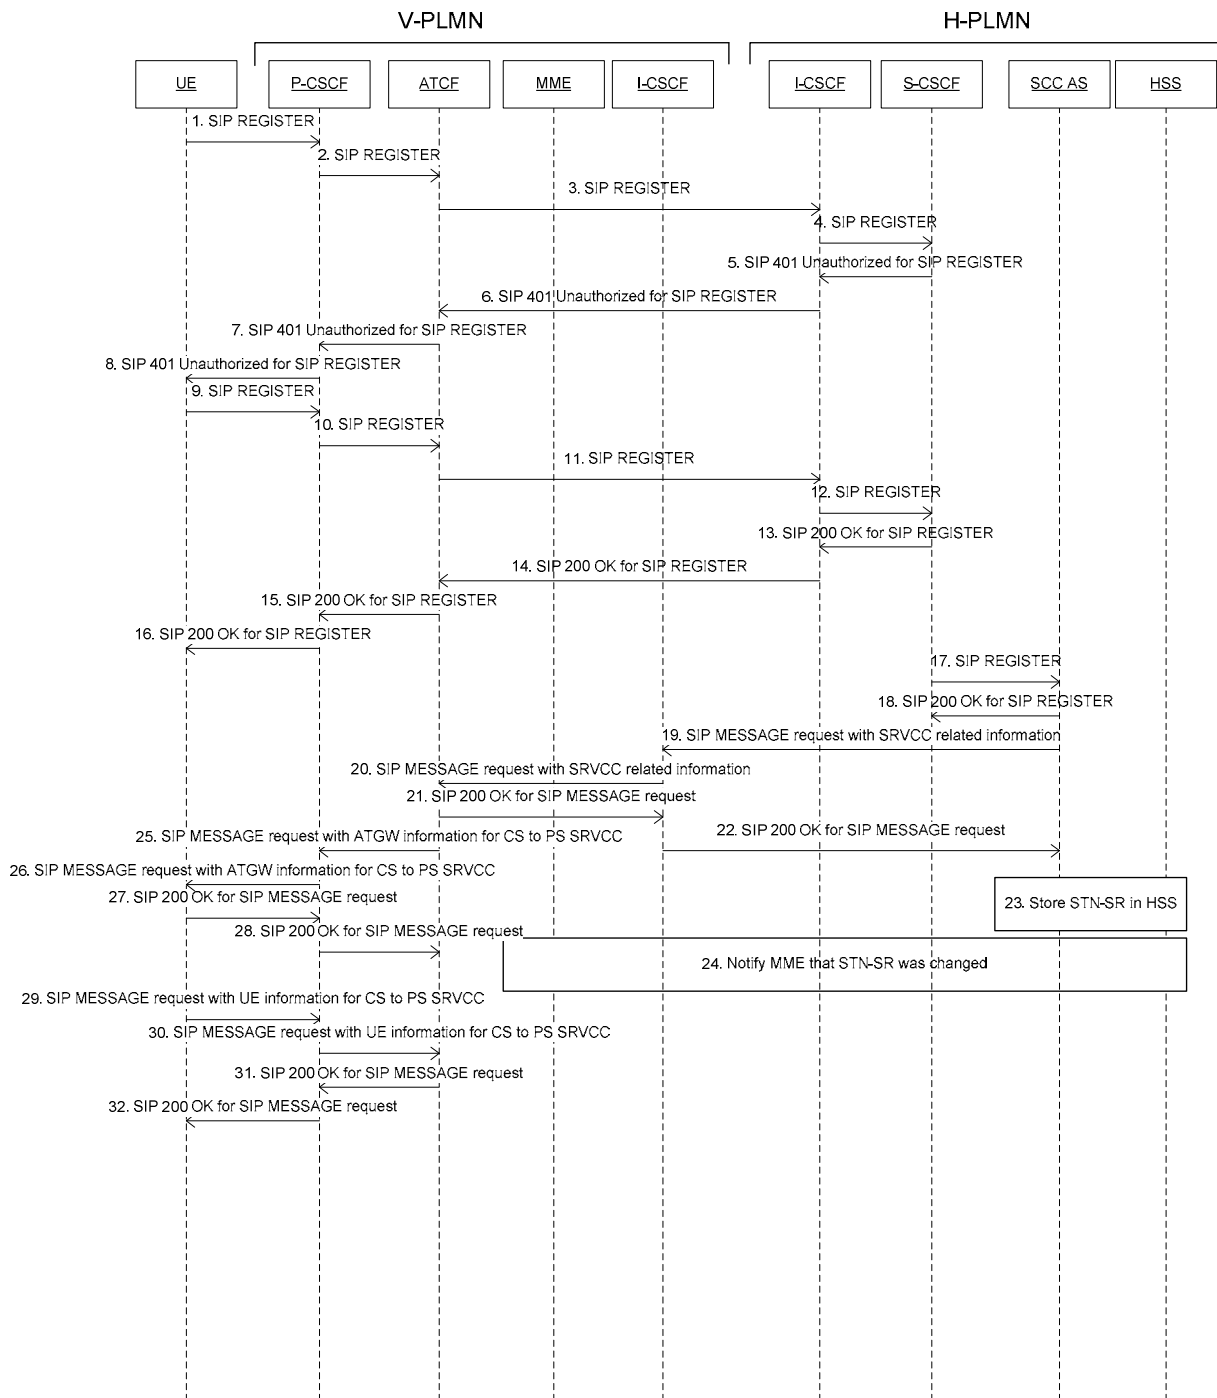 V-PLMN
H-PLMN
UE
P-CSCF
ATCF
MME
I-CSCF
I-CSCF
S-CSCF
SCC AS
HSS
1. SIP REGISTER
2. SIP REGISTER
3. SIP REGISTER
4. SIP REGISTER
5. SIP 401 Unauthorized for SIP REGISTER
6. SIP 401 Unauthorized for SIP REGISTER
7. SIP 401 Unauthorized for SIP REGISTER
8. SIP 401 Unauthorized for SIP REGISTER
9. SIP REGISTER
10. SIP REGISTER
11. SIP REGISTER
12. SIP REGISTER
13. SIP 200 OK for SIP REGISTER
14. SIP 200 OK for SIP REGISTER
15. SIP 200 OK for SIP REGISTER
16. SIP 200 OK for SIP REGISTER
17. SIP REGISTER
18. SIP 200 OK for SIP REGISTER
19. SIP MESSAGE request with SRVCC related information
20. SIP MESSAGE request with SRVCC related information
21. SIP 200 OK for SIP MESSAGE request
22. SIP 200 OK for SIP MESSAGE request
25. SIP MESSAGE request with ATGW information for CS to PS SRVCC
26. SIP MESSAGE request with ATGW information for CS to PS SRVCC
27. SIP 200 OK for SIP MESSAGE request
23. Store STN-SR in HSS
28. SIP 200 OK for SIP MESSAGE request
24. Notify MME that STN-SR was changed
29. SIP MESSAGE request with UE information for CS to PS SRVCC
30. SIP MESSAGE request with UE information for CS to PS SRVCC
31. SIP 200 OK for SIP MESSAGE request
32. SIP 200 OK for SIP MESSAGE request